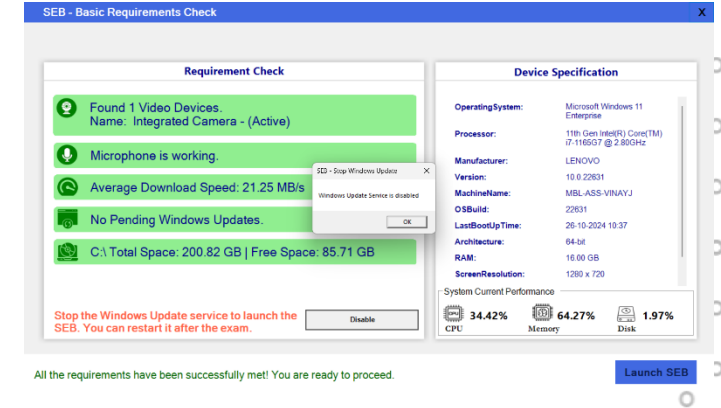 SEB - Basic Requirements Check
X
Requirement Check
Found 1 Video Devices.
Name: Integrated Camera - (Active)
Microphone is working.
Average Download Speed: 21.25 MB/s
No Pending Windows Updates.
C:\ Total Space: 200.82 GB | Free Space: 85.71 GB
Stop the Windows Update service to launch the
SEB. You can restart it after the exam.
Disable
SEB - Stop Windows Update
X
Windows Update Service is disabled
OK
Device Specification
OperatingSystem: Microsoft Windows 11
Enterprise
Processor: 11th Gen Intel(R) Core(TM)
i7-1165G7 @ 2.80GHz
Manufacturer: LENOVO
Version: 10.0.22631
MachineName: MBL-ASS-VINAYJ
OSBuild: 22631
LastBootUpTime: 26-10-2024 10:37
Architecture: 64-bit
RAM: 16.00 GB
ScreenResolution: 1280 x 720
System Current Performance
CPU
34.42%
64.27%
1.97%
CPU
Memory
Disk
All the requirements have been successfully met! You are ready to proceed.
Launch SEB